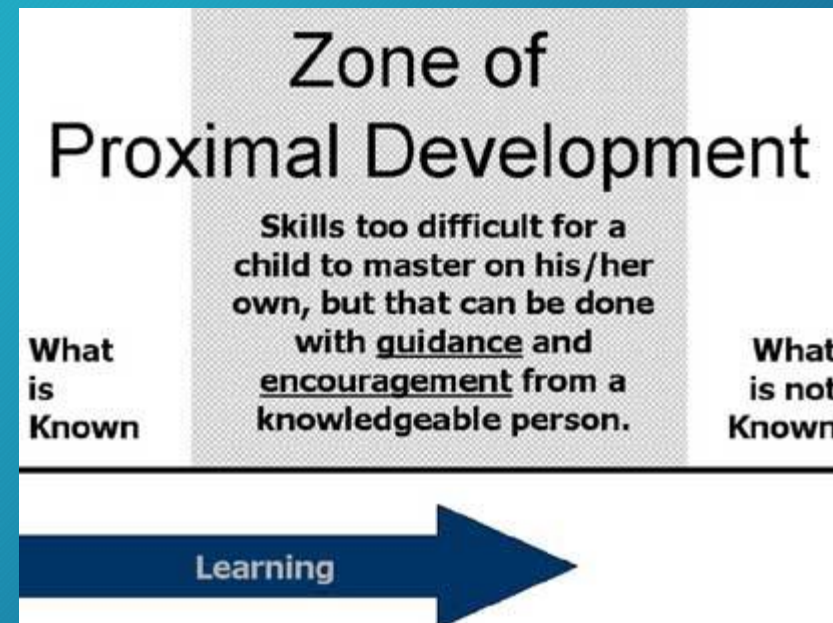 Zone of
Proximal Development
Skills too difficult for a
child to master on his/her
own, but that can be done
with guidance and
encouragement from a
knowledgeable person.
What
is
Known
What
is not
Known
Learning